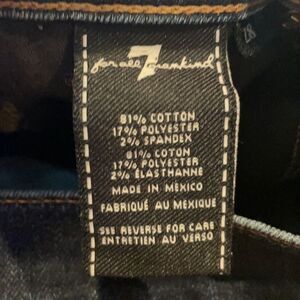 7
for all mankind
81% COTTON
17% POLYESTER
2% SPANDEX
81% COTON
17% POLYESTER
2% ELASTHANNE
MADE IN MEXICO
FABRIQUÉ AU MEXIQUE
SEE REVERSE FOR CARE
ENTRETIEN AU VERSO